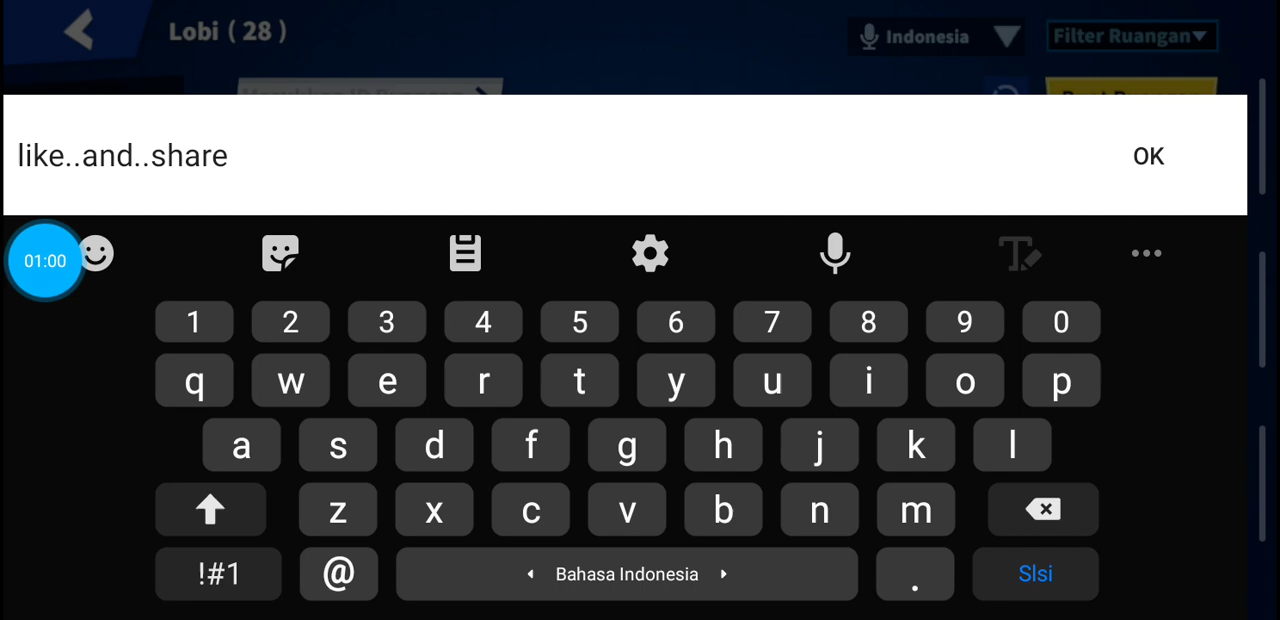 Lobi ( 28 )
Indonesia
Filter Ruangan
like..and..share
OK
01:00
1 2 3 4 5 6 7 8 9 0
q w e r t y u i o p
a s d f g h j k l
z x c v b n m
!#1 @ Bahasa Indonesia . Slsi